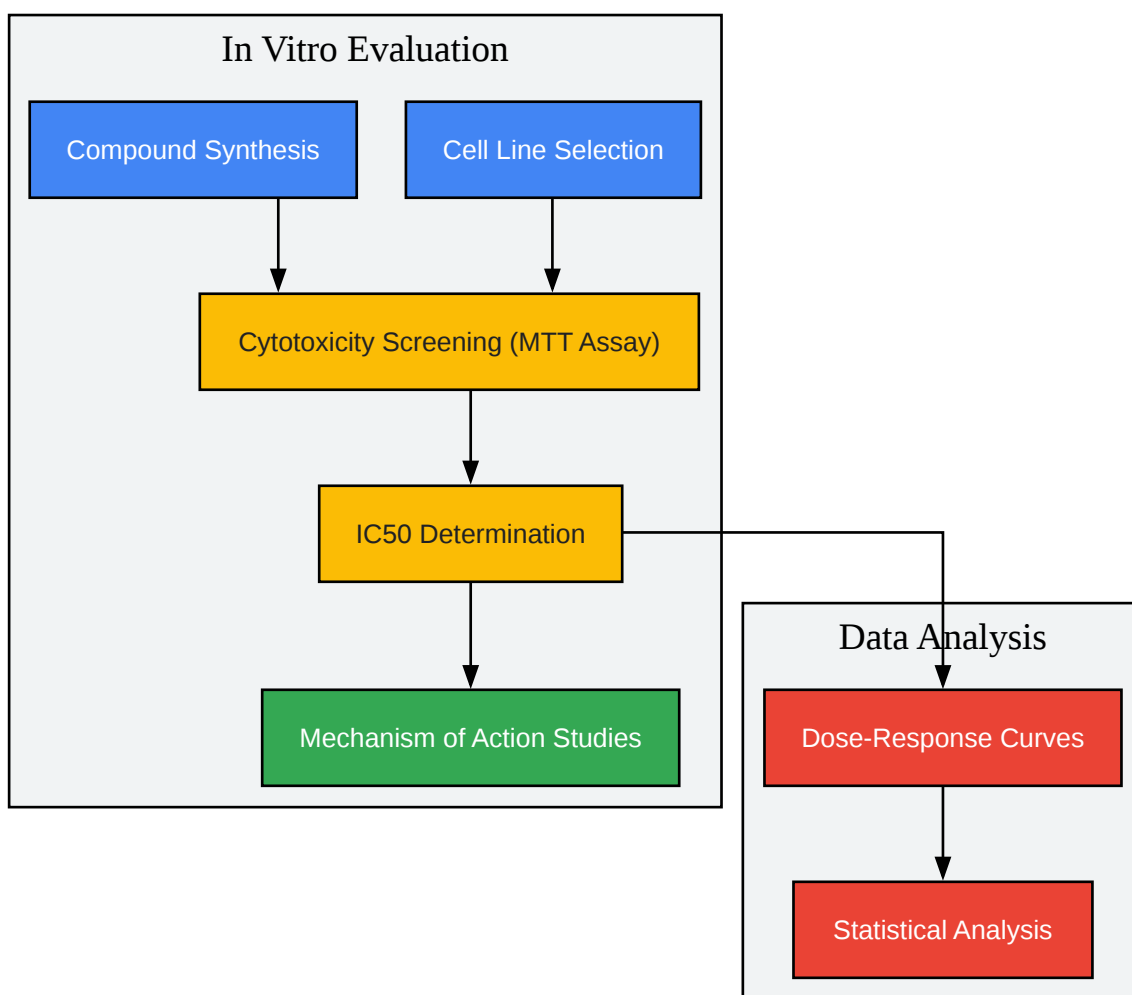 In Vitro Evaluation
Compound Synthesis
Cell Line Selection
Cytotoxicity Screening (MTT Assay)
IC50 Determination
Mechanism of Action Studies
Data Analysis
Dose-Response Curves
Statistical Analysis